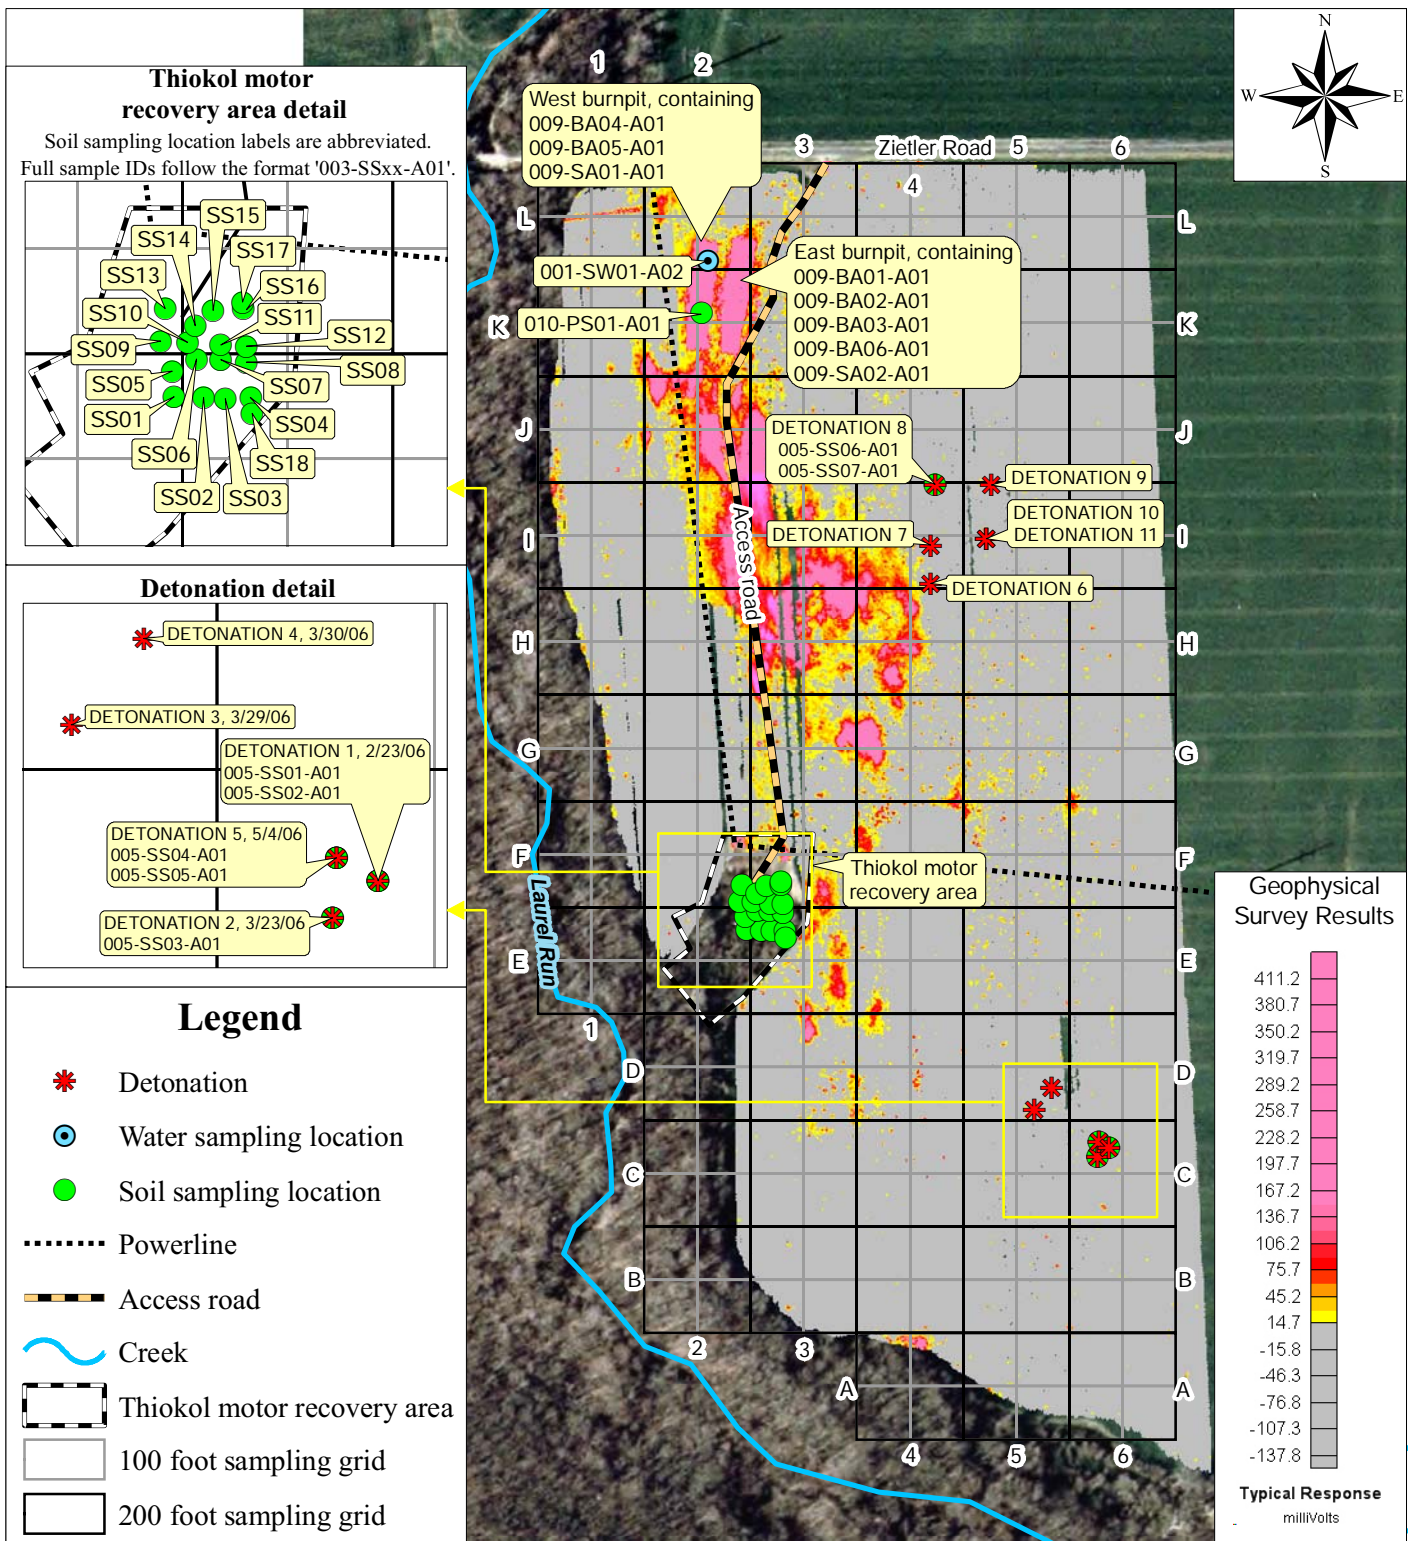 Thiokol motor
recovery area detail
Soil sampling location labels are abbreviated.
Full sample IDs follow the format '003-SSxx-A01'.
SS15
SS14
SS17
SS13
SS16
SS10
SS11
SS12
SS09
SS08
SS05
SS07
SS01
SS04
SS06
SS18
SS02
SS03
Detonation detail
DETONATION 4, 3/30/06
DETONATION 3, 3/29/06
DETONATION 1, 2/23/06
005-SS01-A01
005-SS02-A01
DETONATION 5, 5/4/06
005-SS04-A01
005-SS05-A01
DETONATION 2, 3/23/06
005-SS03-A01
Legend
Detonation
Water sampling location
Soil sampling location
Powerline
Access road
Creek
Thiokol motor recovery area
100 foot sampling grid
200 foot sampling grid
1
2
West burnpit, containing
009-BA04-A01
009-BA05-A01
009-SA01-A01
3
Zietler Road
4
5
6
L
L
001-SW01-A02
East burnpit, containing
009-BA01-A01
009-BA02-A01
009-BA03-A01
009-BA06-A01
009-SA02-A01
010-PS01-A01
K
K
J
J
DETONATION 8
005-SS06-A01
005-SS07-A01
DETONATION 9
DETONATION 10
DETONATION 11
DETONATION 7
DETONATION 6
I
I
Access road
H
H
G
G
F
F
Thiokol motor
recovery area
Laurel Run
E
E
1
D
D
C
C
B
B
2
3
A
A
4
5
6
N
W
E
S
Geophysical
Survey Results
411.2
380.7
350.2
319.7
289.2
258.7
228.2
197.7
167.2
136.7
106.2
75.7
45.2
14.7
-15.8
-46.3
-76.8
-107.3
-137.8
Typical Response
milliVolts